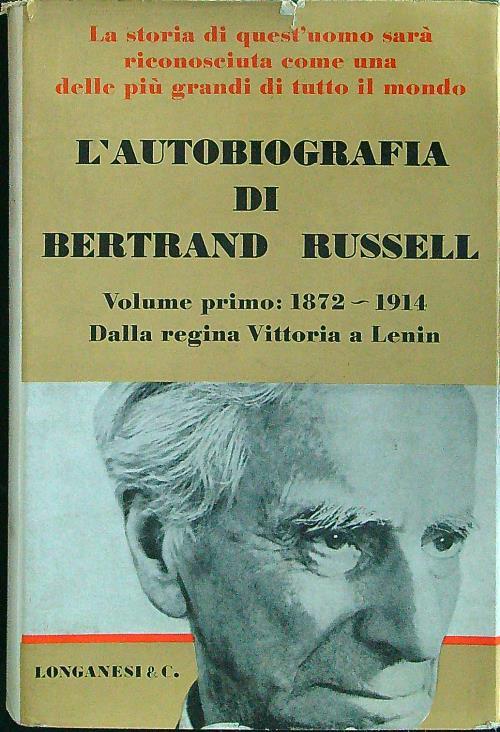 La storia di quest'uomo sarà
riconosciuta come una
delle più grandi di tutto il mondo
L'AUTOBIOGRAFIA
DI
BERTRAND RUSSELL
Volume primo: 1872 ~ 1914
Dalla regina Vittoria a Lenin
LONGANESI & C.